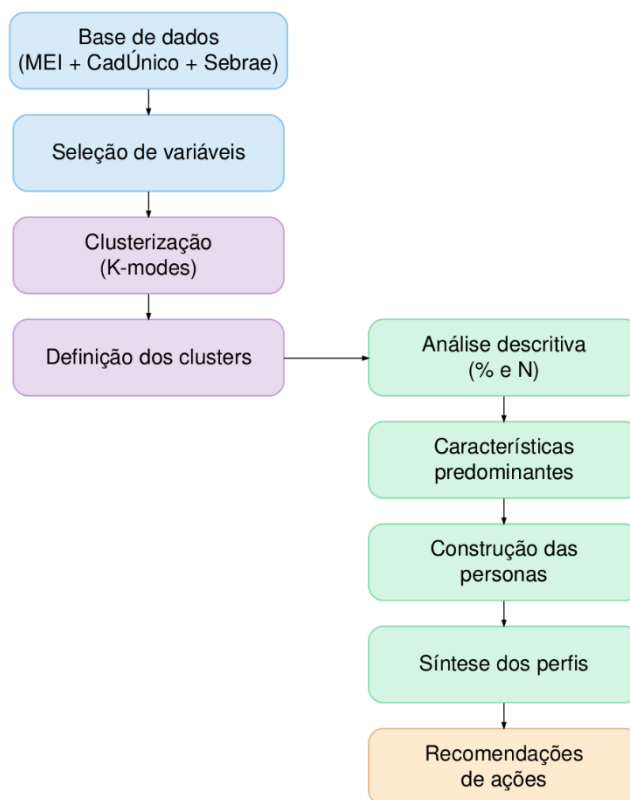 Base de dados
(MEI + CadÚnico + Sebrae)
Seleção de variáveis
Clusterização
(K-modes)
Definição dos clusters
Análise descritiva
(% e N)
Características
predominantes
Construção das
personas
Síntese dos perfis
Recomendações
de ações